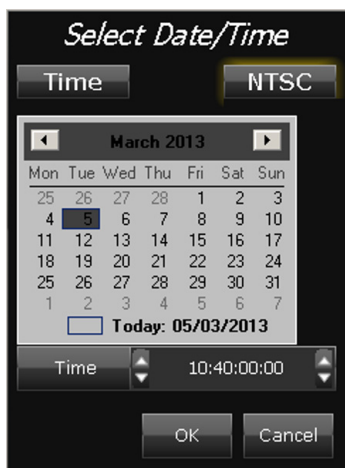 Select Date/Time
Time NTSC
March 2013
Mon Tue Wed Thu Fri Sat Sun
25 26 27 28 1 2 3
4 5 6 7 8 9 10
11 12 13 14 15 16 17
18 19 20 21 22 23 24
25 26 27 28 29 30 31
1 2 3 4 5 6 7
Today: 05/03/2013
Time 10:40:00:00
OK Cancel